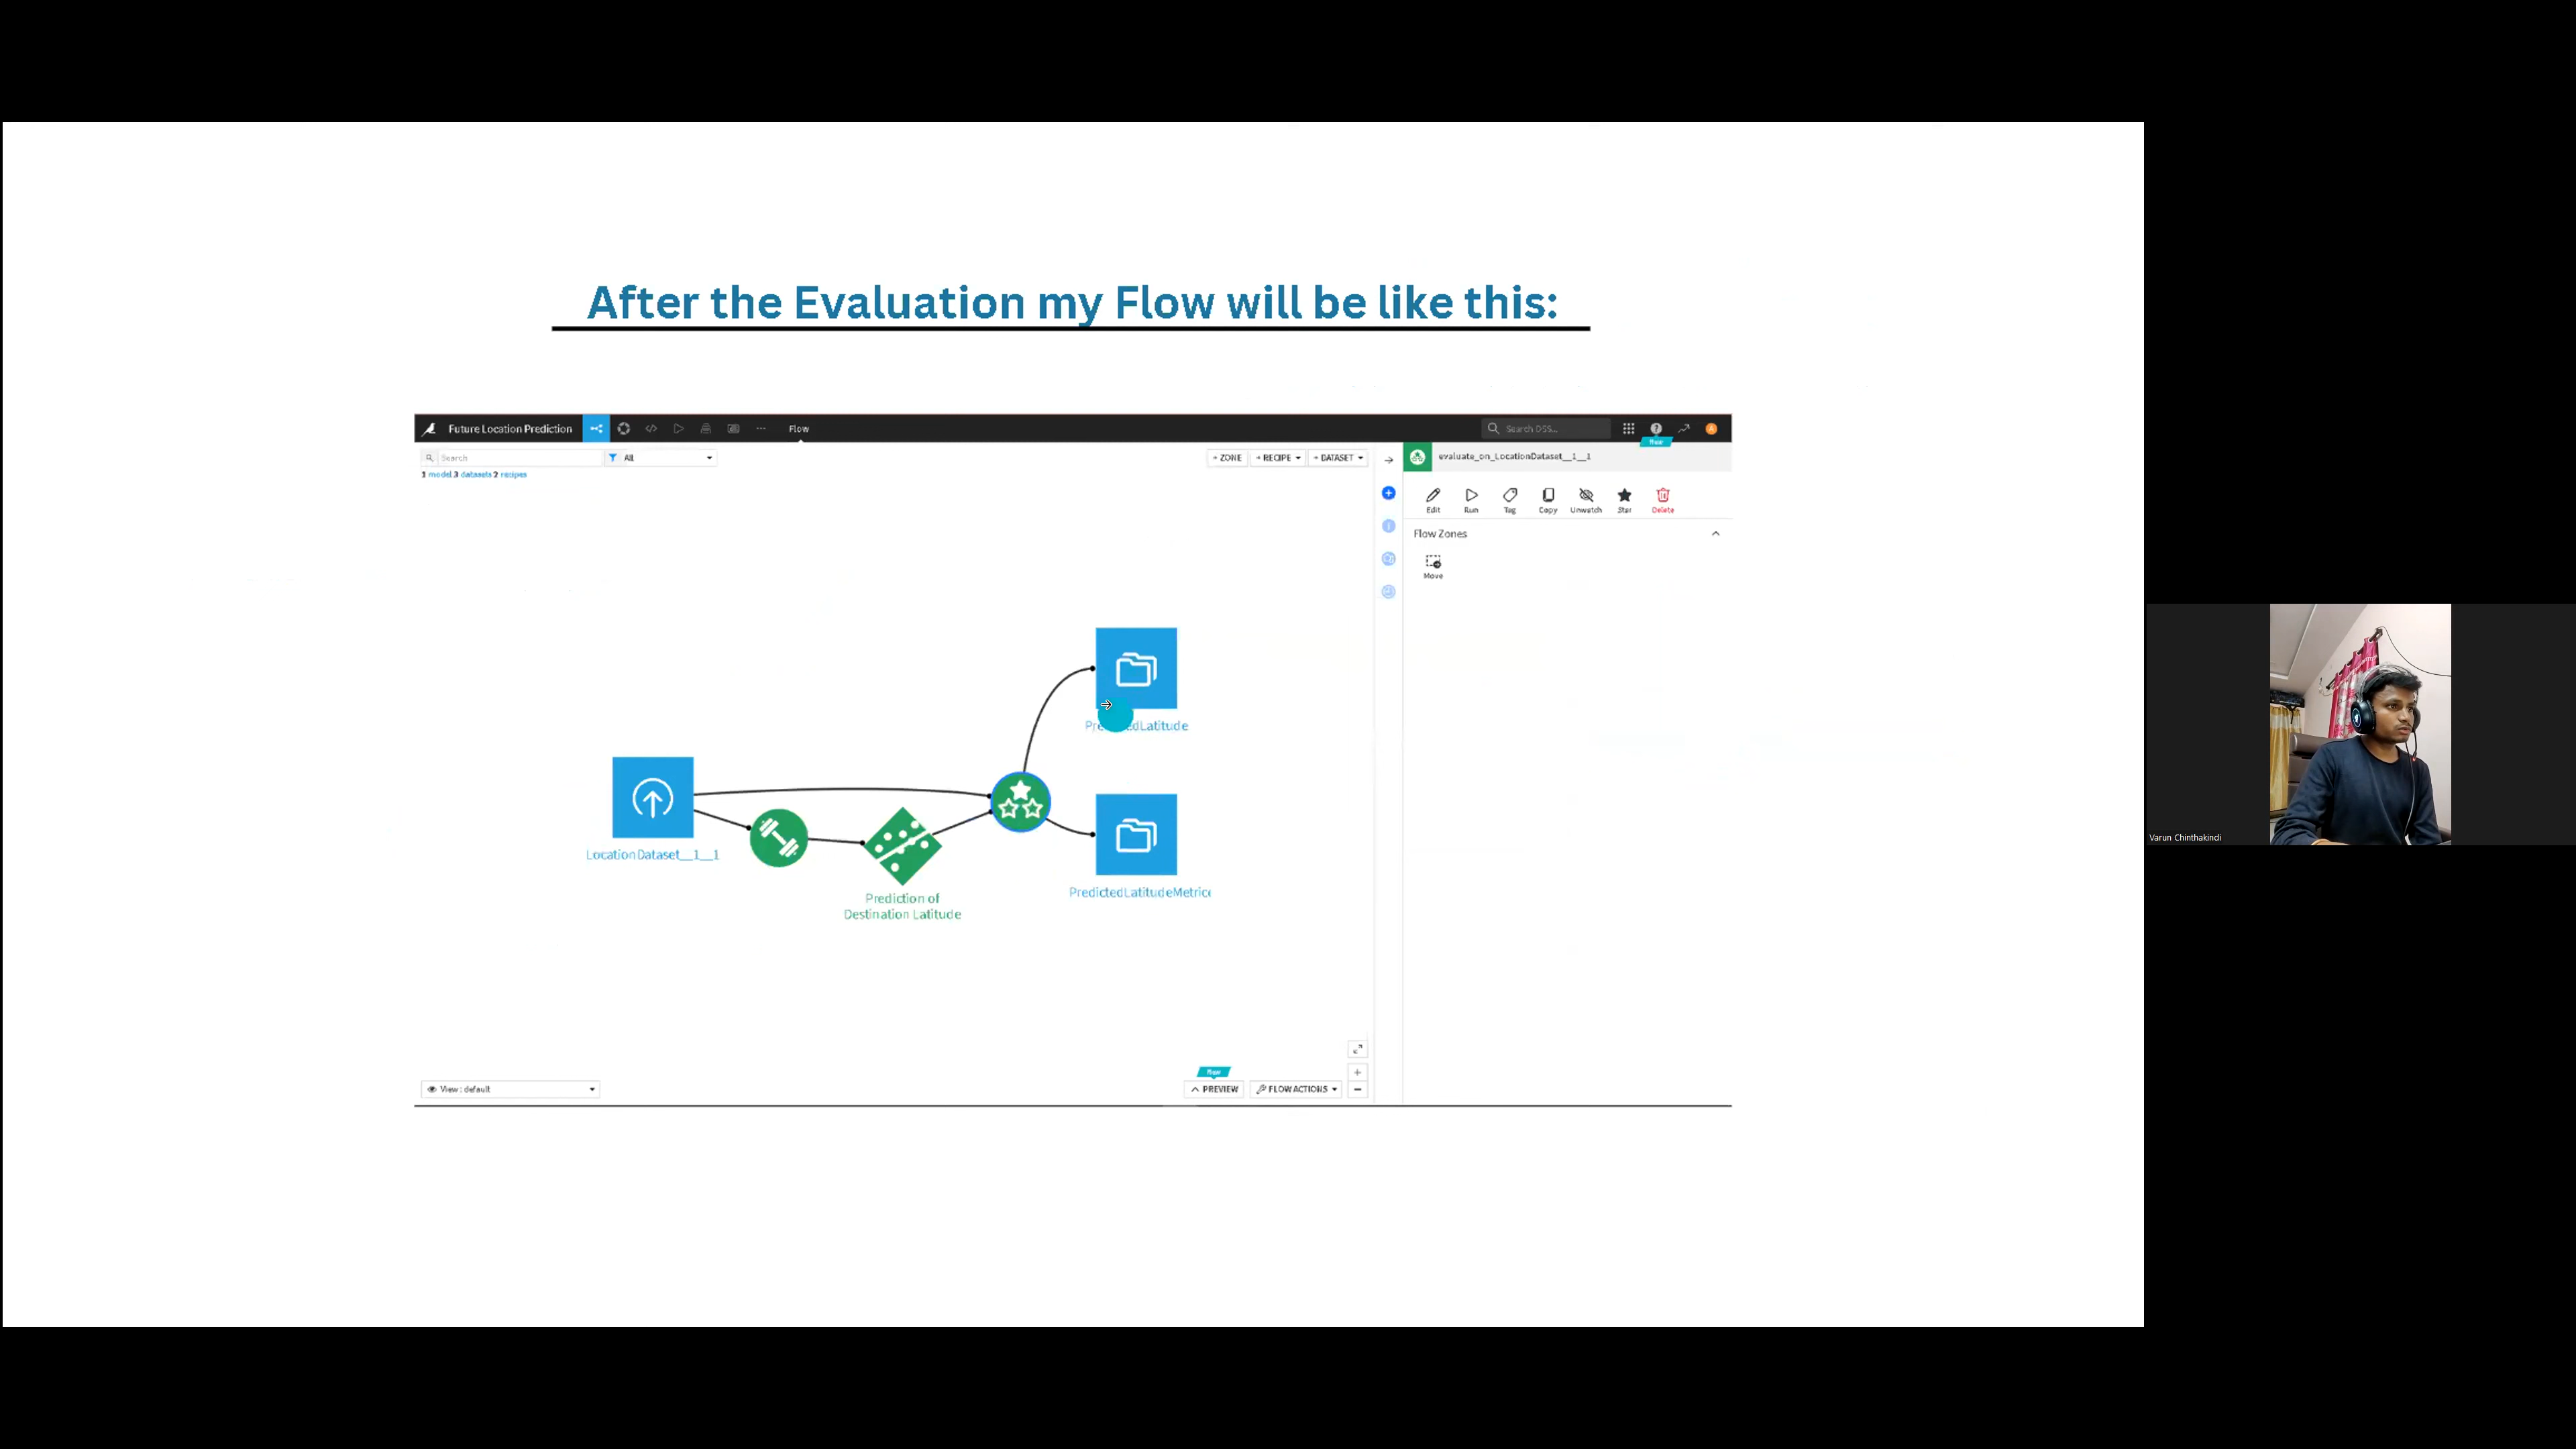 After the Evaluation my Flow will be like this:
Future Location Prediction
Flow
Search DSS...
Search
All
+ ZONE
+ RECIPE
+ DATASET
evaluate_on_LocationDataset__1__1
1 model 3 datasets 2 recipes
Edit
Run
Tag
Copy
Unwatch
Star
Delete
Flow Zones
Move
LocationDataset__1__1
Prediction of
Destination Latitude
PredictedLatitudeMetrice
View : default
New
PREVIEW
FLOW ACTIONS
Varun Chinthakindi